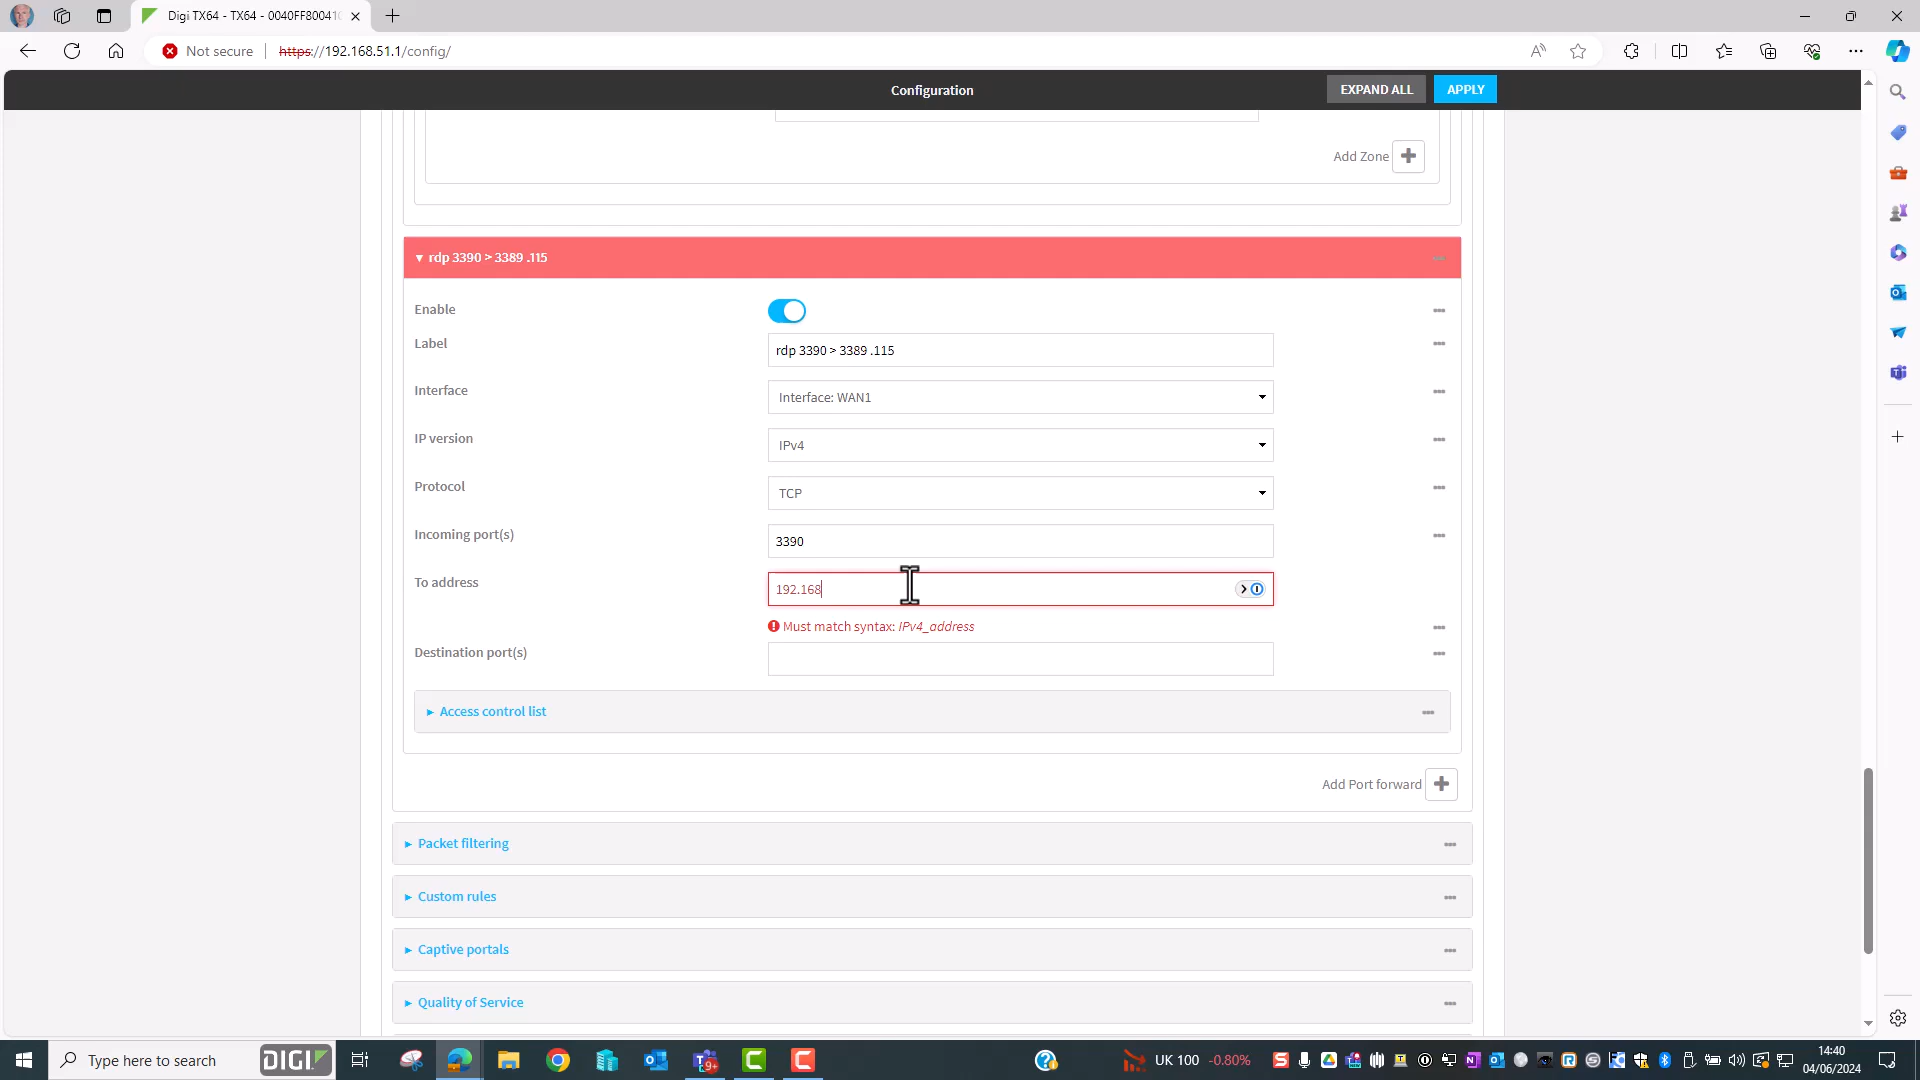 Digi TX64 - TX64 - 0040FF80041
Not secure
https://192.168.51.1/config/
Configuration
EXPAND ALL
APPLY
Add Zone
rdp 3390 > 3389 .115
Enable
Label
rdp 3390 > 3389 .115
Interface
Interface: WAN1
IP version
IPv4
Protocol
TCP
Incoming port(s)
3390
To address
192.168
Must match syntax: IPv4_address
Destination port(s)
Access control list
Add Port forward
Packet filtering
Custom rules
Captive portals
Quality of Service
Type here to search
DIGI
9+
UK 100 -0.80%
14:40
04/06/2024